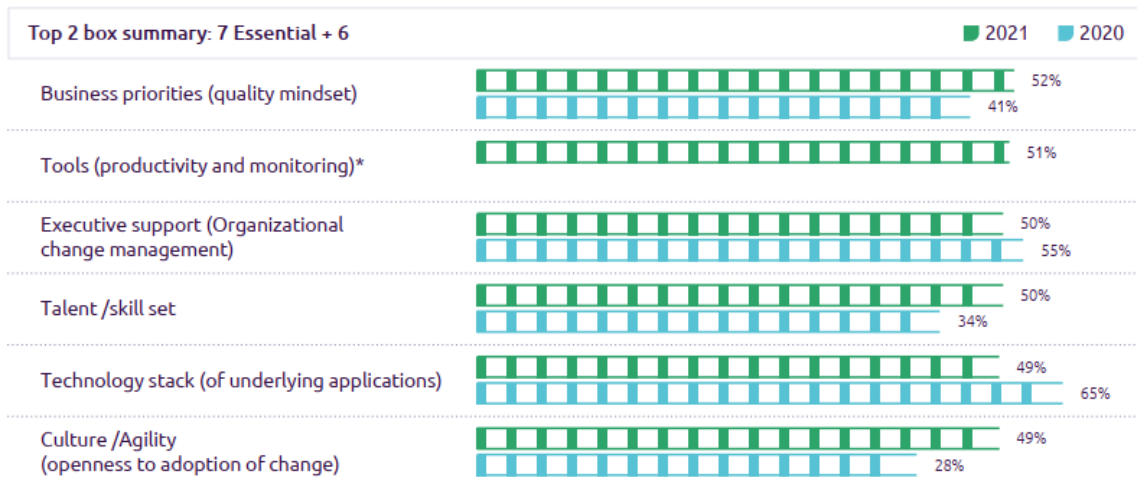 Top 2 box summary: 7 Essential + 6
2021
2020
Business priorities (quality mindset)
52%
41%
Tools (productivity and monitoring)*
51%
Executive support (Organizational
change management)
50%
55%
Talent /skill set
50%
34%
Technology stack (of underlying applications)
49%
65%
Culture /Agility
(openness to adoption of change)
49%
28%